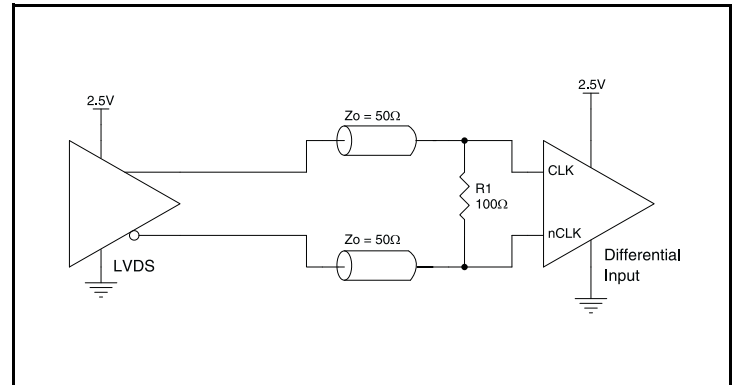 2.5V
2.5V
Zo = 50Ω
CLK
R1
100Ω
nCLK
Zo = 50Ω
LVDS
Differential
Input